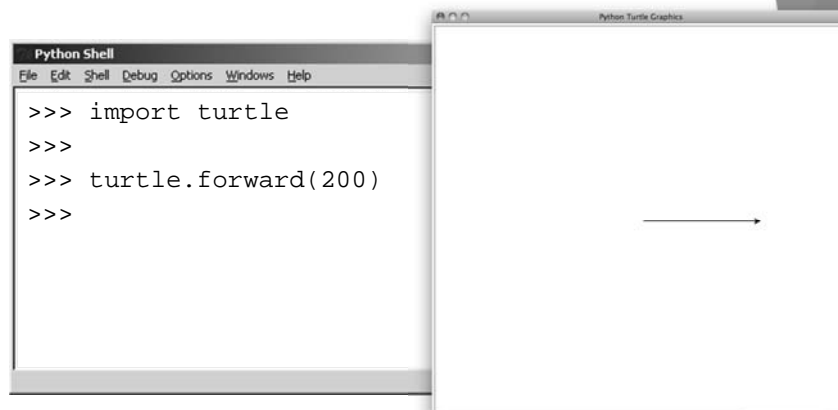 Python Turtle Graphics
Python Shell
File Edit Shell Debug Options Windows Help
>>> import turtle
>>>
>>> turtle.forward(200)
>>>